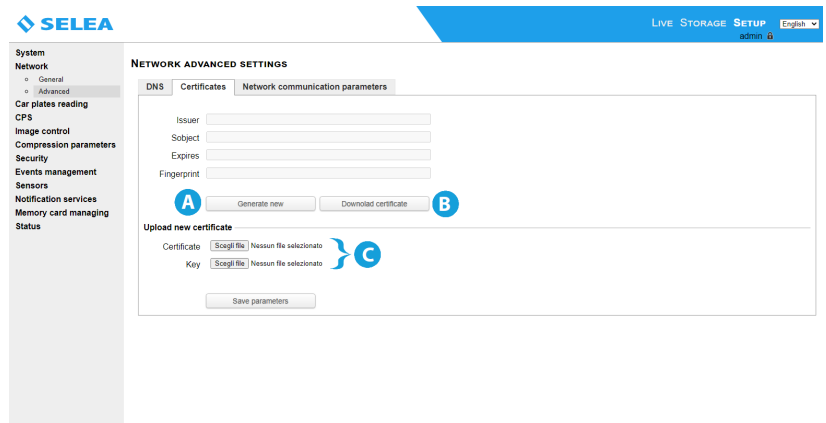 SELEA
LIVE STORAGE SETUP English
admin
System
Network
General
Advanced
Car plates reading
CPS
Image control
Compression parameters
Security
Events management
Sensors
Notification services
Memory card managing
Status
NETWORK ADVANCED SETTINGS
DNS Certificates Network communication parameters
Issuer
Sobject
Expires
Fingerprint
A Generate new Downolad certificate B
Upload new certificate
Certificate Scegli file Nessun file selezionato
Key Scegli file Nessun file selezionato
C
Save parameters